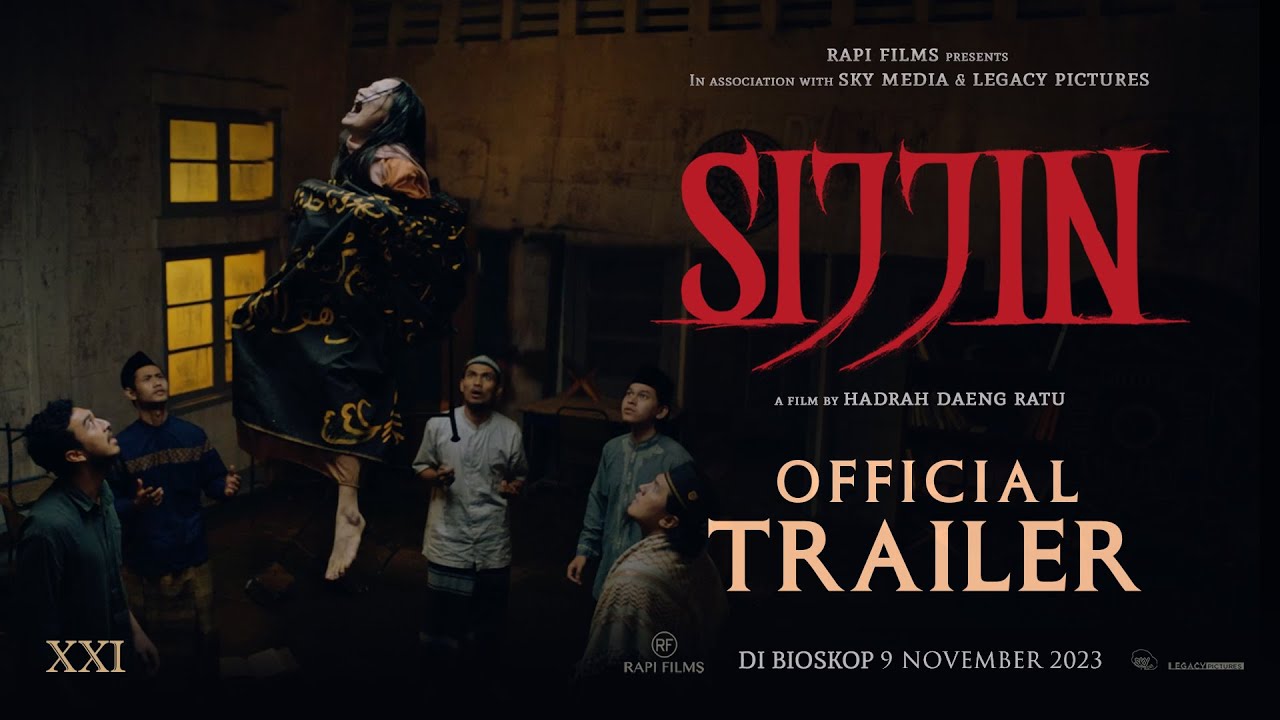 RAPI FILMS PRESENTS
IN ASSOCIATION WITH SKY MEDIA & LEGACY PICTURES
SIJJIN
A FILM BY HADRAH DAENG RATU
OFFICIAL
TRAILER
XXI
RF
RAPI FILMS
DI BIOSKOP 9 NOVEMBER 2023
LEGACY PICTURES